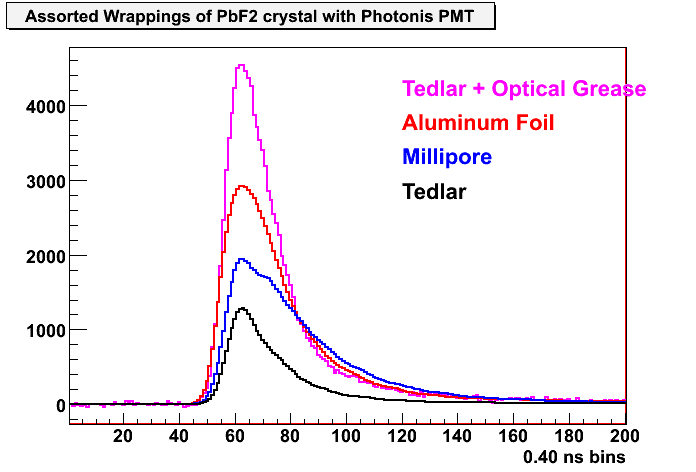 Assorted Wrappings of PbF2 crystal with Photonis PMT
Tedlar + Optical Grease
4000
Aluminum Foil
Millipore
3000
Tedlar
2000
1000
0
20 40 60 80 100 120 140 160 180 200
0.40 ns bins